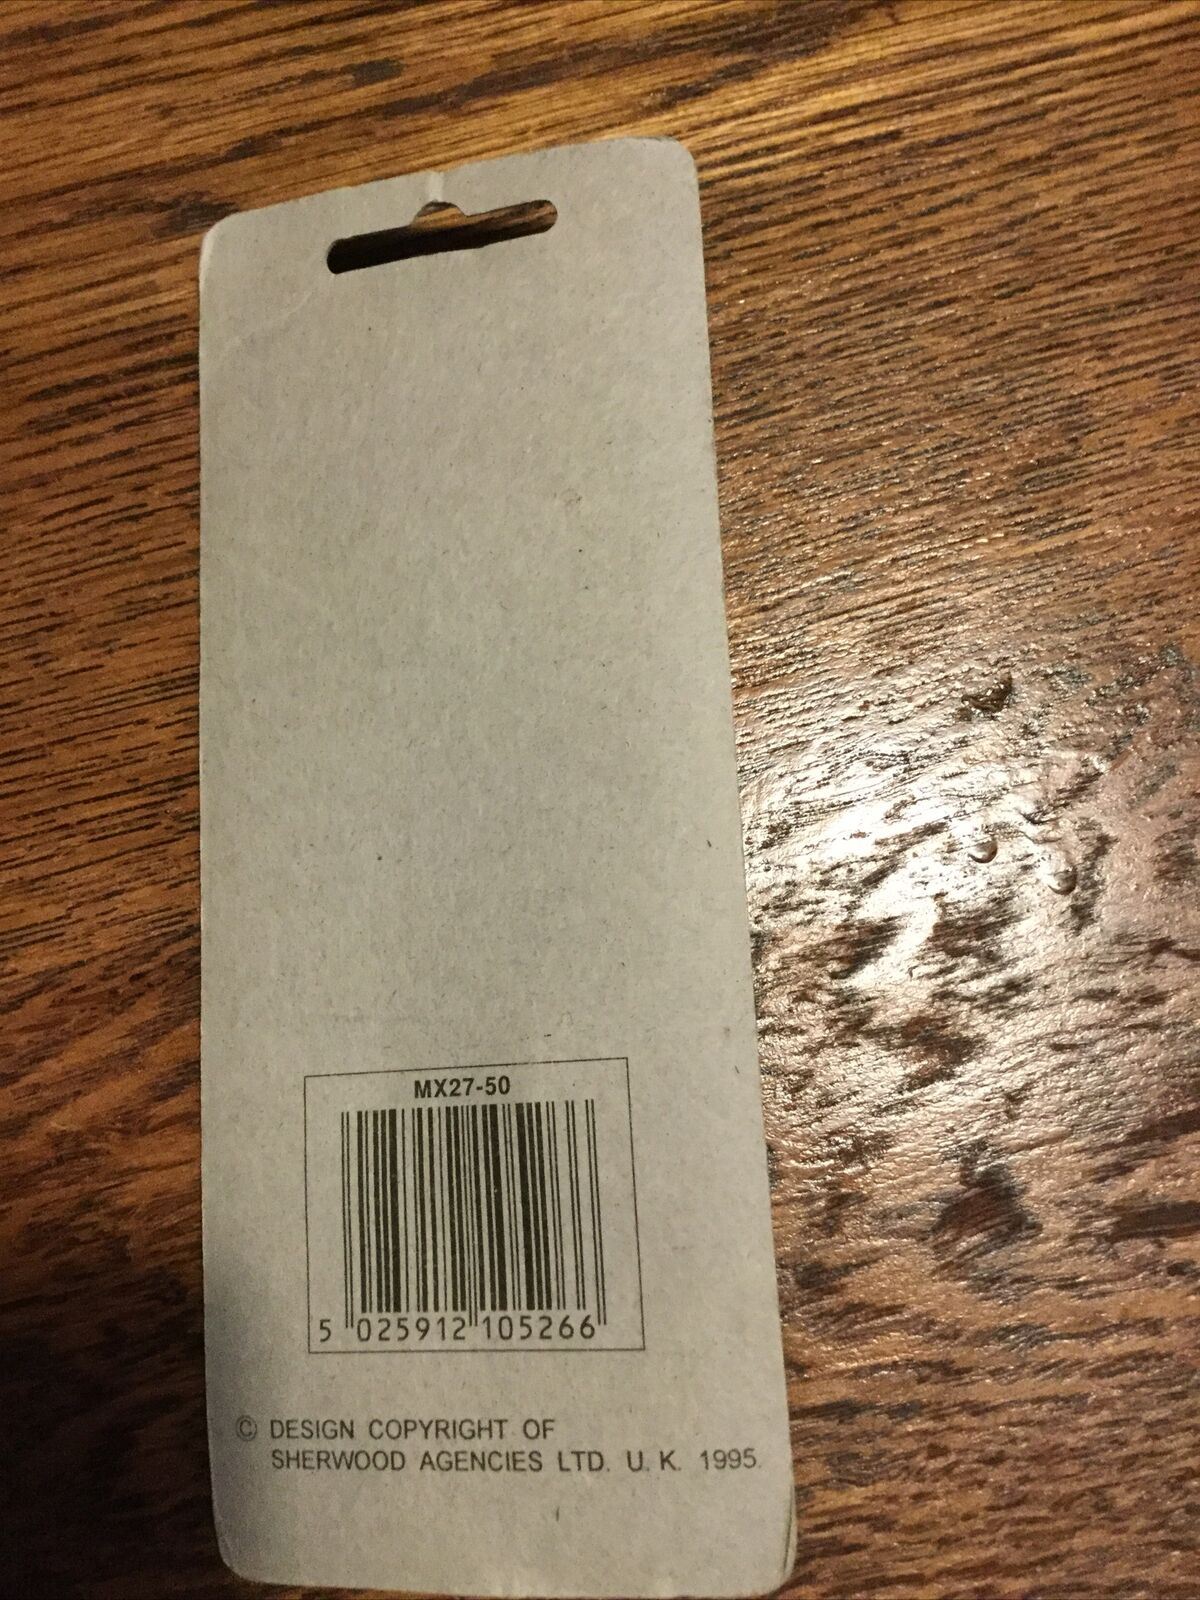 MX27-50
5 025912 105266
© DESIGN COPYRIGHT OF
SHERWOOD AGENCIES LTD. U. K. 1995.